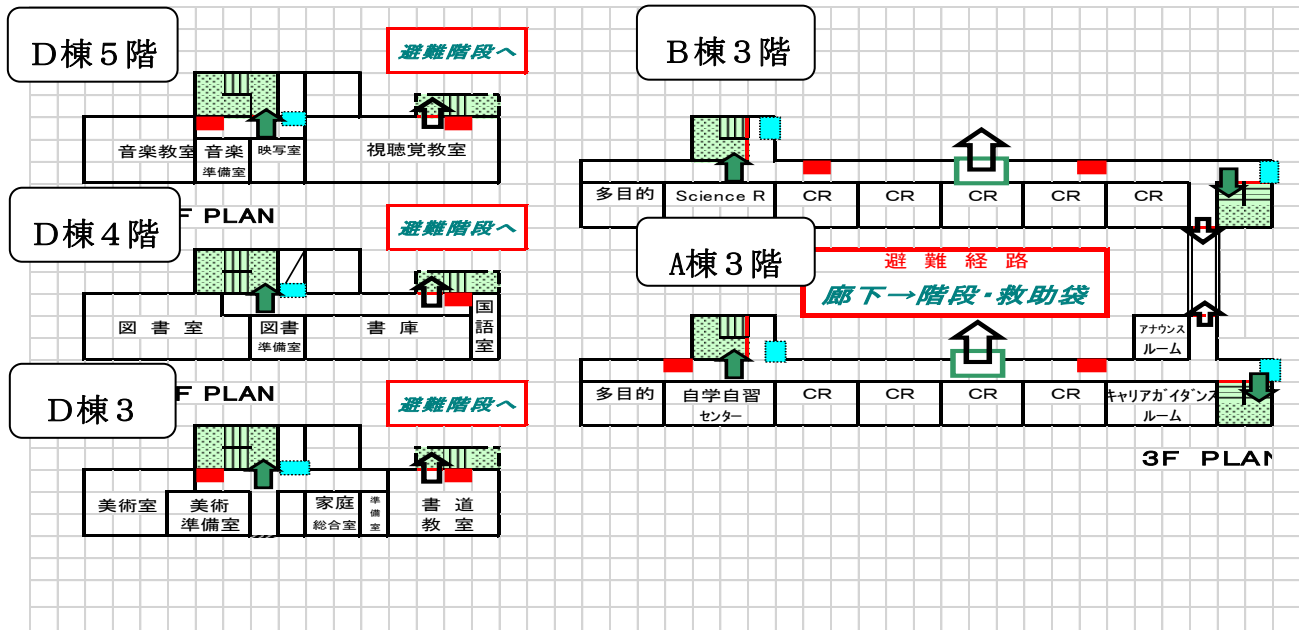 D棟5階
避難階段へ
音楽教室
音楽
準備室
映写室
視聴覚教室
F PLAN
D棟4階
避難階段へ
図書室
図書
準備室
書庫
国語室
F PLAN
D棟3
避難階段へ
美術室
美術
準備室
家庭
総合室
準備室
書道
教室
B棟3階
多目的
Science R
CR
CR
CR
CR
CR
A棟3階
避難経路
廊下→階段・救助袋
アナウンス
ルーム
多目的
自学自習
センター
CR
CR
CR
CR
キャリアガイダンス
ルーム
3F PLAN